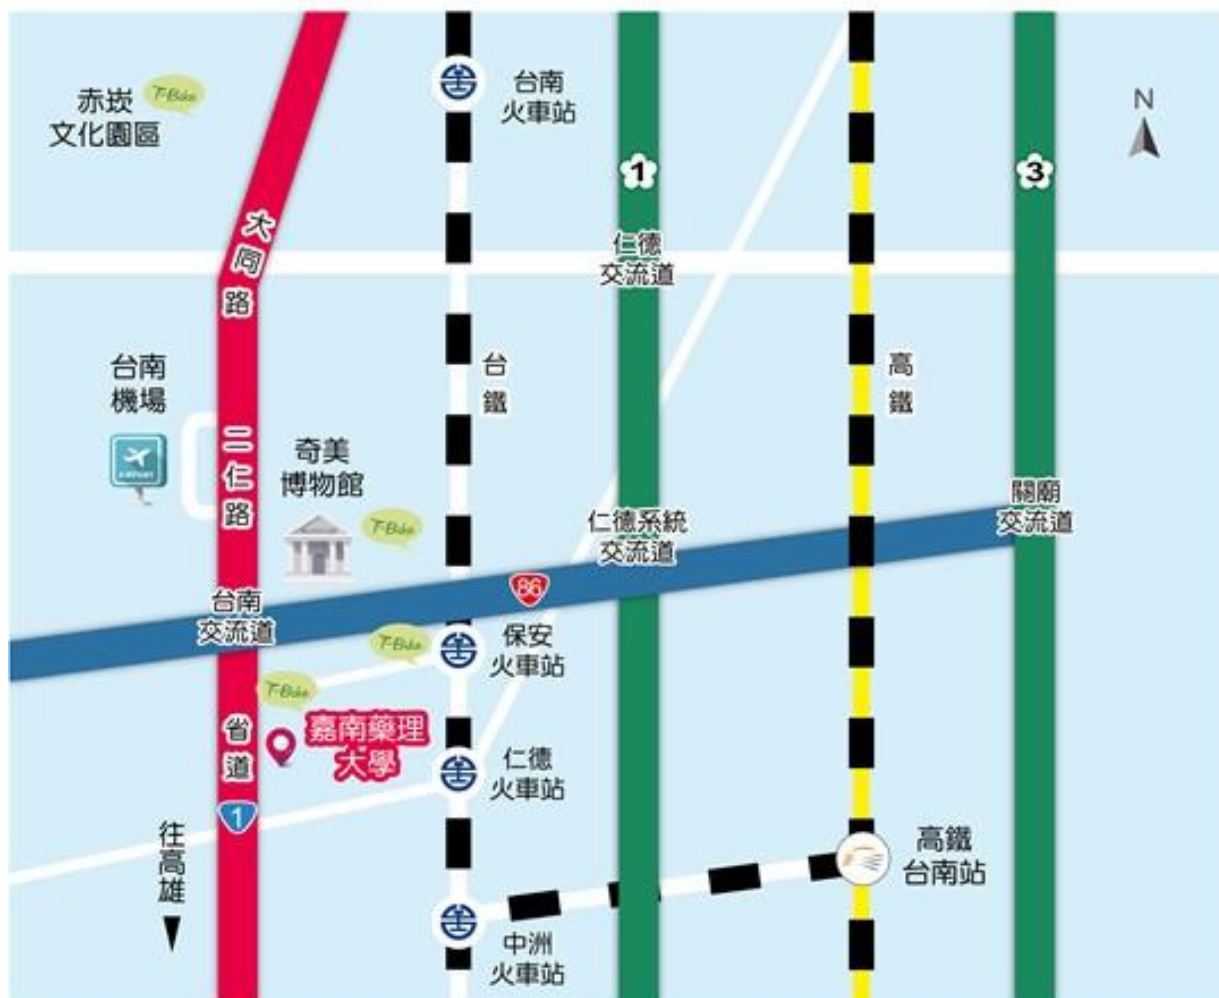 台南
火車站
N
赤崁
文化園區
T-Bike
1
3
大同路
仁德
交流道
台南
機場
台鐵
高鐵
二仁路
奇美
博物館
T-Bike
關廟
交流道
仁德系統
交流道
86
台南
交流道
T-Bike
保安
火車站
T-Bike
省道
嘉南藥理
大學
仁德
火車站
1
往高雄
高鐵
台南站
中洲
火車站